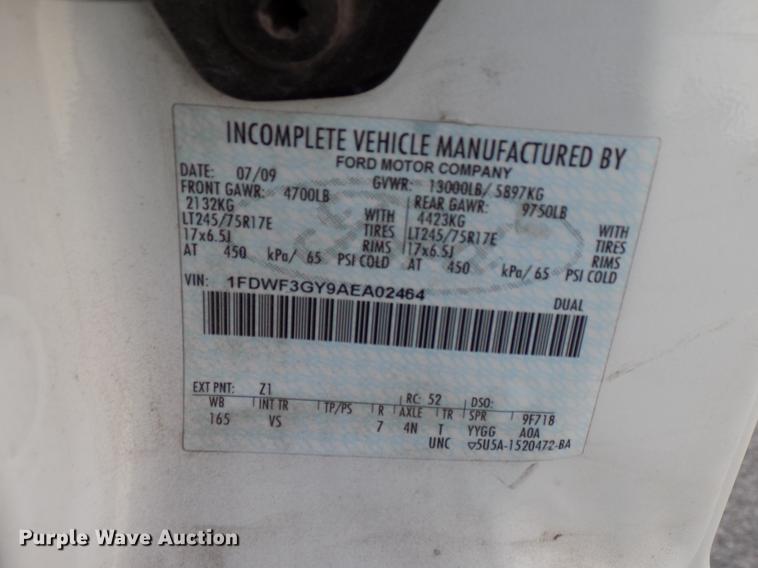 INCOMPLETE VEHICLE MANUFACTURED BY
FORD MOTOR COMPANY
DATE: 07/09 GVWR: 13000LB/ 5897KG
FRONT GAWR: 4700LB REAR GAWR: 9750LB
2132KG WITH 4423KG WITH
LT245/75R17E TIRES LT245/75R17E TIRES
17x6.5J RIMS 17x6.5J RIMS
AT 450 kPa/ 65 PSI COLD AT 450 kPa/ 65 PSI COLD
VIN: 1FDWF3GY9AEA02464 DUAL
EXT PNT: Z1 RC: 52 DSO:
WB INT TR TP/PS R AXLE TR SPR 9F718
165 VS 7 4N T YYGG A0A
UNC 5U5A-1520472-BA
Purple Wave Auction